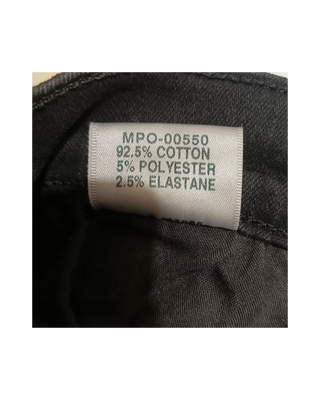 MPO-00550
92.5% COTTON
5% POLYESTER
2.5% ELASTANE